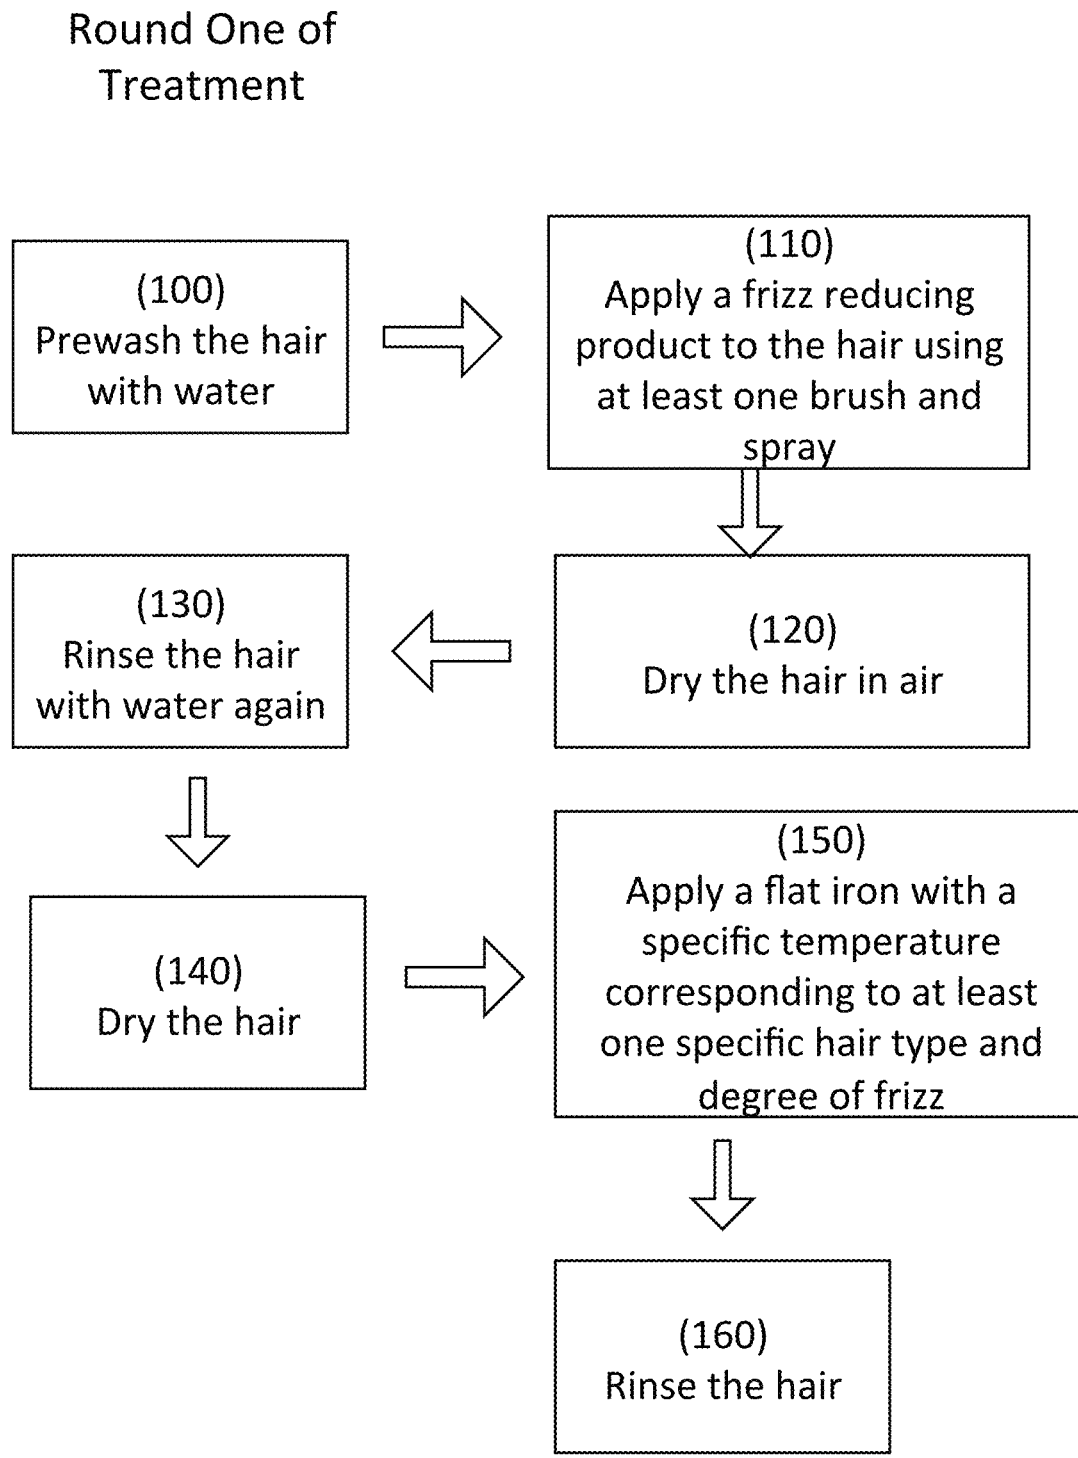 Round One of
Treatment
(100)
Prewash the hair
with water
(110)
Apply a frizz reducing
product to the hair using
at least one brush and
spray
(120)
Dry the hair in air
(130)
Rinse the hair
with water again
(140)
Dry the hair
(150)
Apply a flat iron with a
specific temperature
corresponding to at least
one specific hair type and
degree of frizz
(160)
Rinse the hair